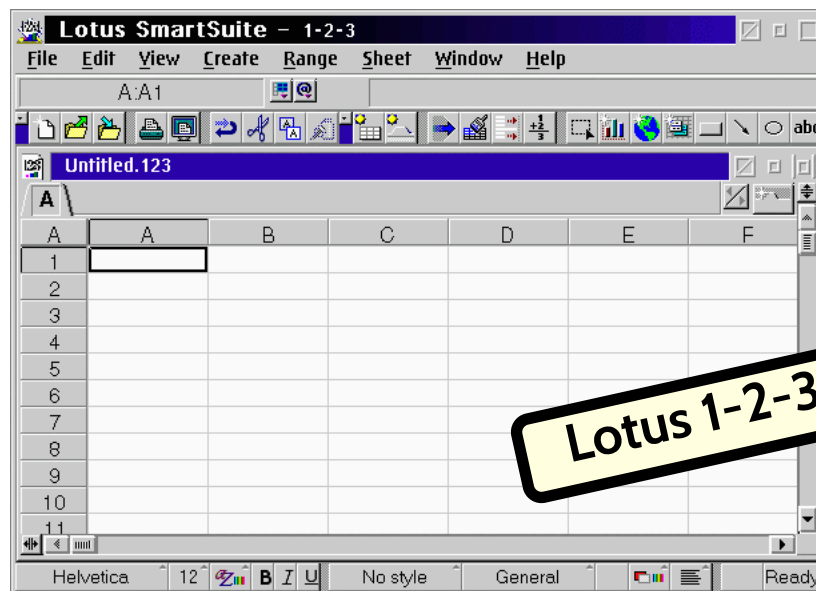 Lotus SmartSuite – 1-2-3
File Edit View Create Range Sheet Window Help
A:A1
abc
Untitled.123
A
A A B C D E F
1
2
3
4
5
6
7
8
9
10
11
Lotus 1-2-3
Helvetica 12 B I U No style General Ready